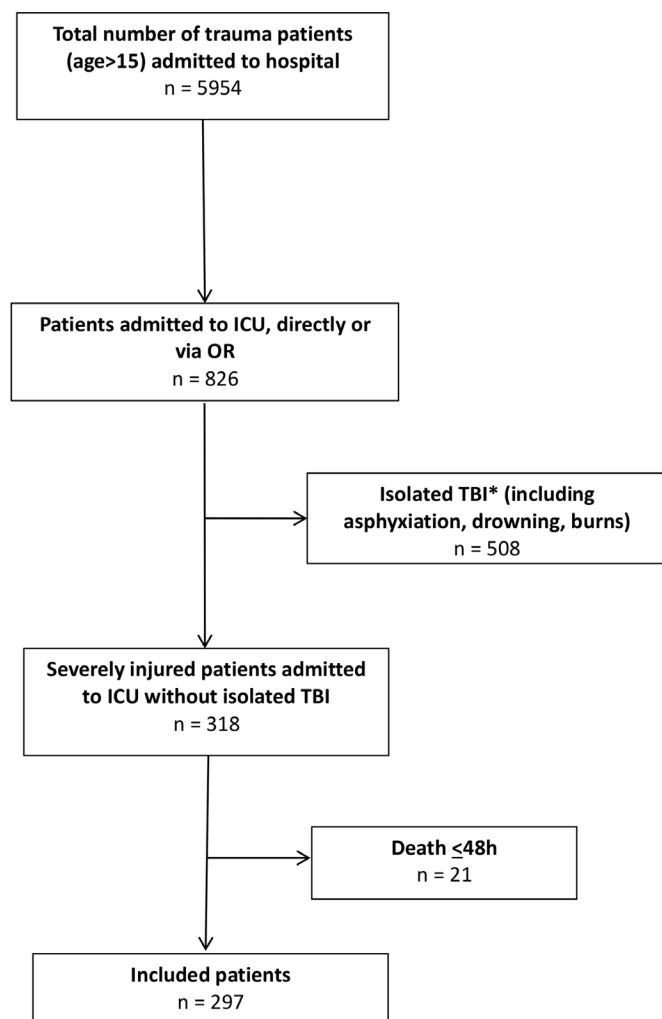 Total number of trauma patients
(age>15) admitted to hospital
n = 5954
Patients admitted to ICU, directly or
via OR
n = 826
Isolated TBI* (including
asphyxiation, drowning, burns)
n = 508
Severely injured patients admitted
to ICU without isolated TBI
n = 318
Death ≤48h
n = 21
Included patients
n = 297